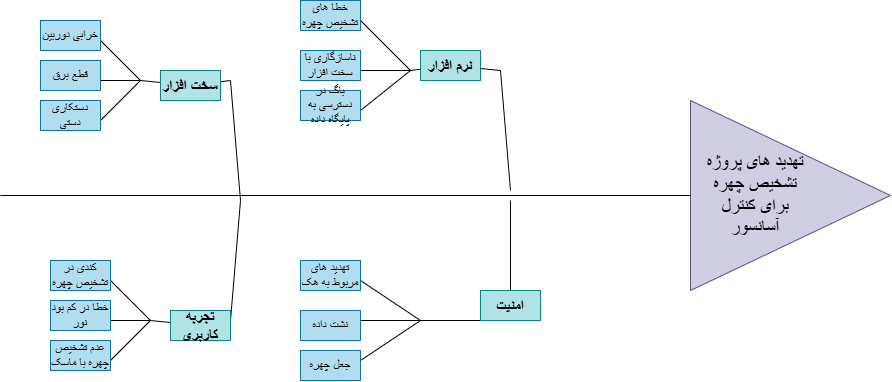 خطا های
تشخیص چهره
ناسازگاری با
سخت افزار
باگ در
دسترسی به
پایگاه داده
نرم افزار
خرابی دوربین
قطع برق
دستکاری
دستی
سخت افزار
تهدید های پروژه
تشخیص چهره
برای کنترل
آسانسور
تهدید های
مربوط به هک
نشت داده
جعل چهره
امنیت
کندی در
تشخیص چهره
خطا در کم بود
نور
عدم تشخیص
چهره با ماسک
تجربه
کاربری